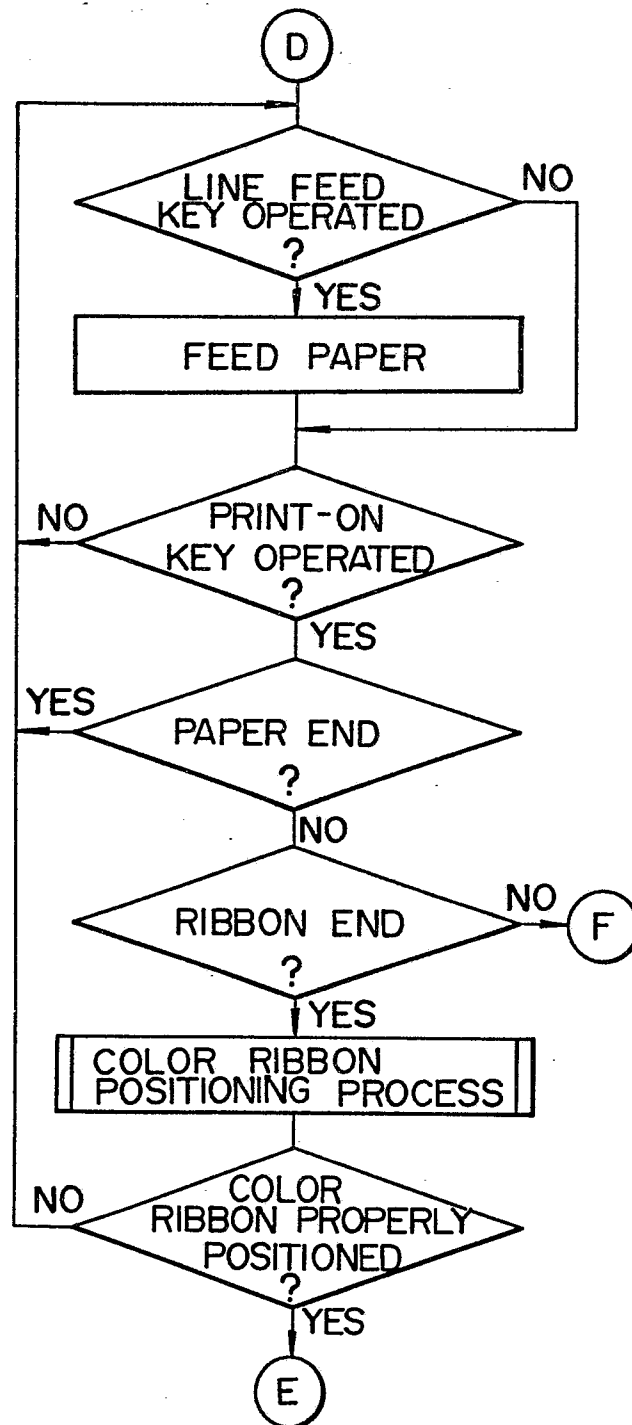 D
LINE FEED
KEY OPERATED
?
NO
YES
FEED PAPER
NO
PRINT-ON
KEY OPERATED
?
YES
YES
PAPER END
?
NO
RIBBON END
?
NO
F
YES
COLOR RIBBON
POSITIONING PROCESS
NO
COLOR
RIBBON PROPERLY
POSITIONED
?
YES
E